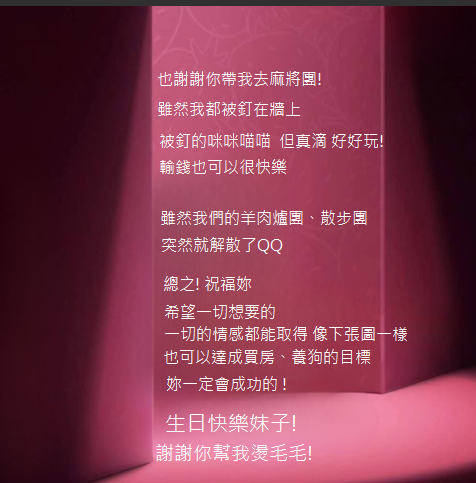 也謝謝你帶我去麻將團!
雖然我都被釘在牆上
被釘的咪咪喵喵 但真滴 好好玩!
輸錢也可以很快樂
雖然我們的羊肉爐團、散步團
突然就解散了QQ
總之! 祝福妳
希望一切想要的
一切的情感都能取得 像下張圖一樣
也可以達成買房、養狗的目標
妳一定會成功的 !
生日快樂妹子!
謝謝你幫我燙毛毛!